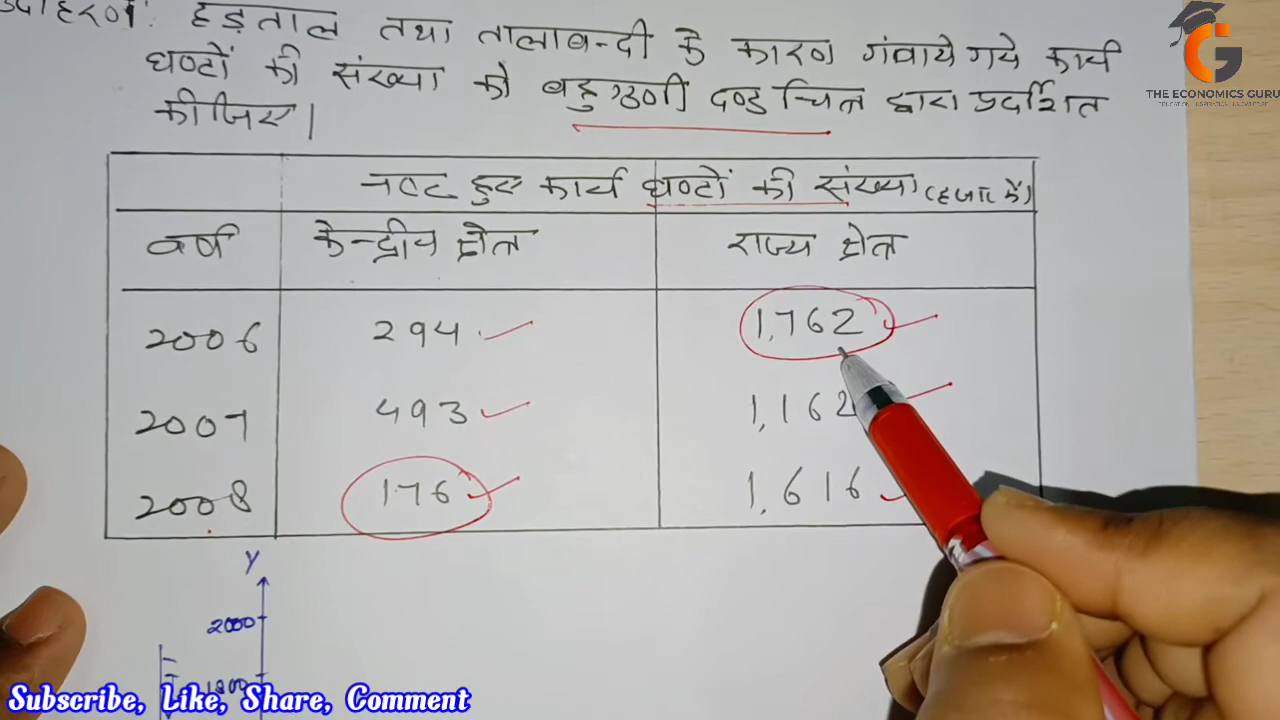 उदाहरण: हड़ताल तथा तालाबन्दी के कारण गंवाये गये कार्य
घण्टों की संख्या को बहुगुणी दण्ड चित्र द्वारा प्रदर्शित
कीजिए।
THE ECONOMICS GURU
नष्ट हुए कार्य घण्टों की संख्या (हजार में)
वर्ष केन्द्रीय क्षेत्र राज्य क्षेत्र
2006 294 1,762
2007 493 1,162
2008 176 1,616
Y
2000
1800
Subscribe, Like, Share, Comment